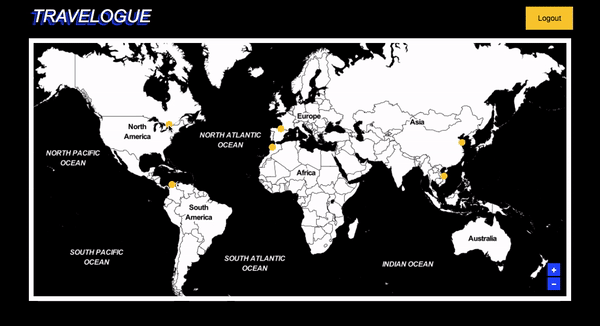 TRAVELOGUE
Logout
North
America
Europe
Asia
NORTH ATLANTIC
OCEAN
NORTH PACIFIC
OCEAN
Africa
South
America
Australia
SOUTH PACIFIC
OCEAN
SOUTH ATLANTIC
OCEAN
INDIAN OCEAN
+
−